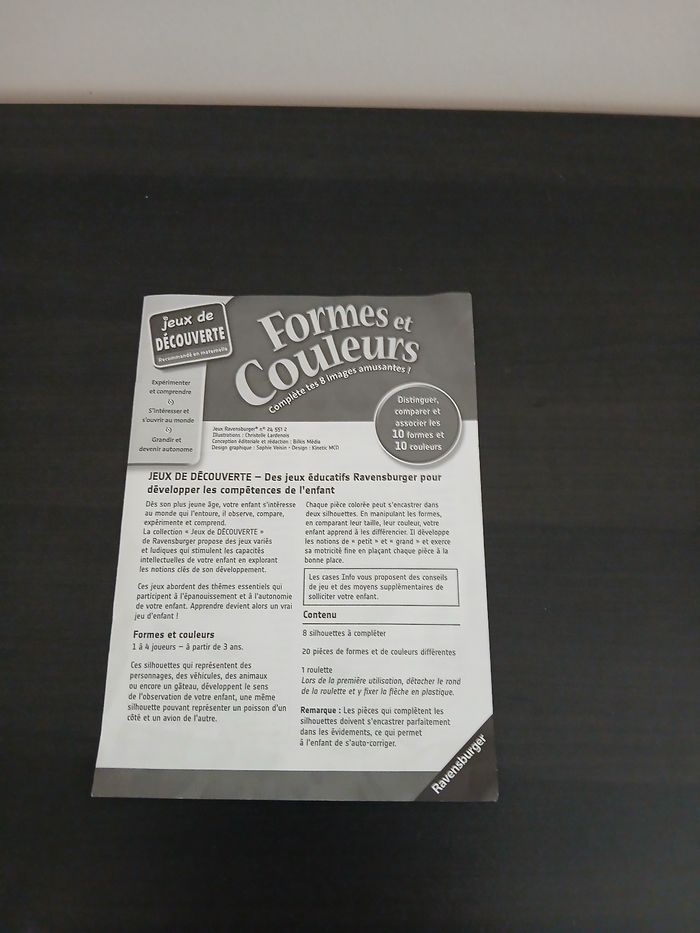 jeux de
DÉCOUVERTE
Recommandé en maternelle
Formes et
Couleurs
Complète tes 8 images amusantes !
Expérimenter
et comprendre
S'intéresser et
s'ouvrir au monde
Grandir et
devenir autonome
Jeux Ravensburger® n° 24 551 2
Illustrations : Christelle Lardenois
Conception éditoriale et rédaction : Bilkis Média
Design graphique : Sophie Voisin - Design : Kinetic MCD
Distinguer,
comparer et
associer les
10 formes et
10 couleurs
JEUX DE DÉCOUVERTE – Des jeux éducatifs Ravensburger pour
développer les compétences de l'enfant
Dès son plus jeune âge, votre enfant s'intéresse
au monde qui l'entoure, il observe, compare,
expérimente et comprend.
La collection « Jeux de DÉCOUVERTE »
de Ravensburger propose des jeux variés
et ludiques qui stimulent les capacités
intellectuelles de votre enfant en explorant
les notions clés de son développement.
Ces jeux abordent des thèmes essentiels qui
participent à l'épanouissement et à l'autonomie
de votre enfant. Apprendre devient alors un vrai
jeu d'enfant !
Formes et couleurs
1 à 4 joueurs – à partir de 3 ans.
Ces silhouettes qui représentent des
personnages, des véhicules, des animaux
ou encore un gâteau, développent le sens
de l'observation de votre enfant, une même
silhouette pouvant représenter un poisson d'un
côté et un avion de l'autre.
Chaque pièce colorée peut s'encastrer dans
deux silhouettes. En manipulant les formes,
en comparant leur taille, leur couleur, votre
enfant apprend à les différencier. Il développe
les notions de « petit » et « grand » et exerce
sa motricité fine en plaçant chaque pièce à la
bonne place.
Les cases Info vous proposent des conseils
de jeu et des moyens supplémentaires de
solliciter votre enfant.
Contenu
8 silhouettes à compléter
20 pièces de formes et de couleurs différentes
1 roulette
Lors de la première utilisation, détacher le rond
de la roulette et y fixer la flèche en plastique.
Remarque : Les pièces qui complètent les
silhouettes doivent s'encastrer parfaitement
dans les évidements, ce qui permet
à l'enfant de s'auto-corriger.
Ravensburger